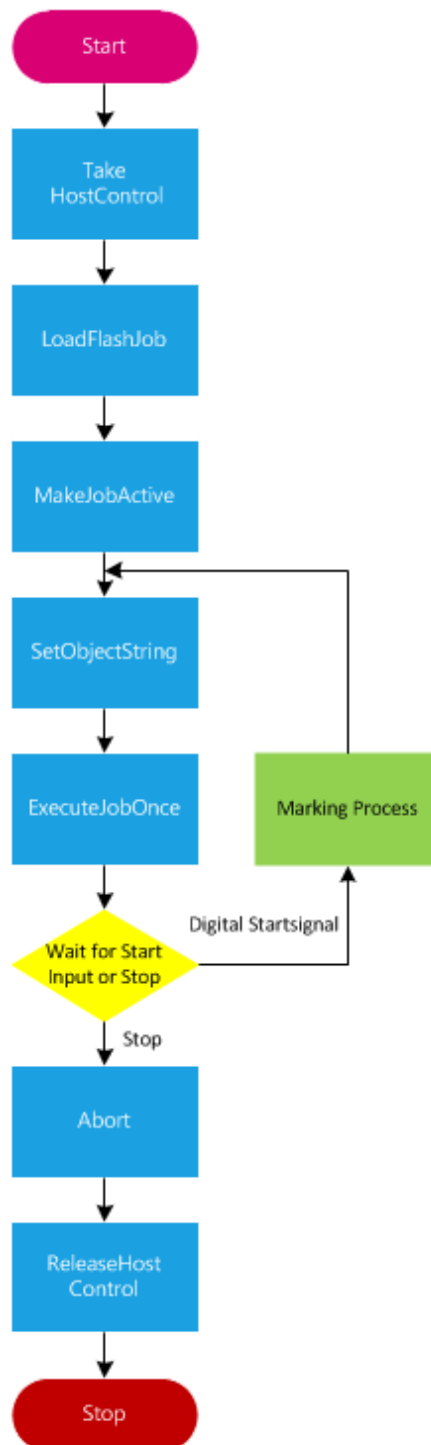 Start
Take
HostControl
LoadFlashJob
MakeJobActive
SetObjectString
ExecuteJobOnce
Marking Process
Digital Startsignal
Wait for Start
Input or Stop
Stop
Abort
ReleaseHost
Control
Stop